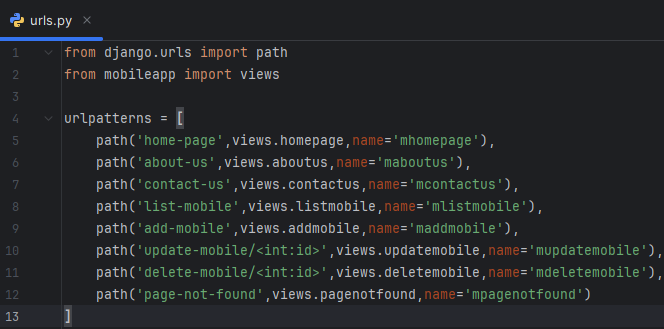 urls.py
1 from django.urls import path
2 from mobileapp import views
3
4 urlpatterns = [
5     path('home-page',views.homepage,name='mhomepage'),
6     path('about-us',views.aboutus,name='maboutus'),
7     path('contact-us',views.contactus,name='mcontactus'),
8     path('list-mobile',views.listmobile,name='mlistmobile'),
9     path('add-mobile',views.addmobile,name='maddmobile'),
10     path('update-mobile/<int:id>',views.updatemobile,name='mupdatemobile'),
11     path('delete-mobile/<int:id>',views.deletemobile,name='mdeletemobile'),
12     path('page-not-found',views.pagenotfound,name='mpagenotfound')
13 ]